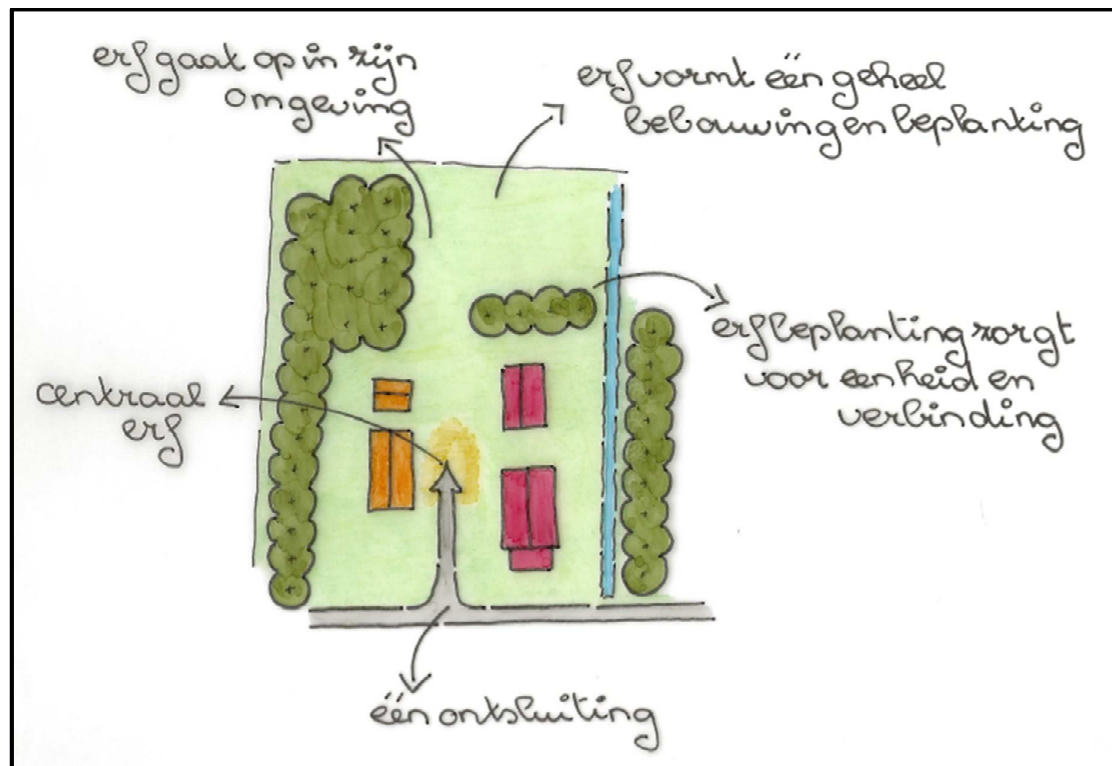 erf gaat op in zijn
omgeving
erf vormt één geheel
bebouwing en beplanting
erfbeplanting zorgt
voor eenheid en
verbinding
centraal
erf
één ontsluiting